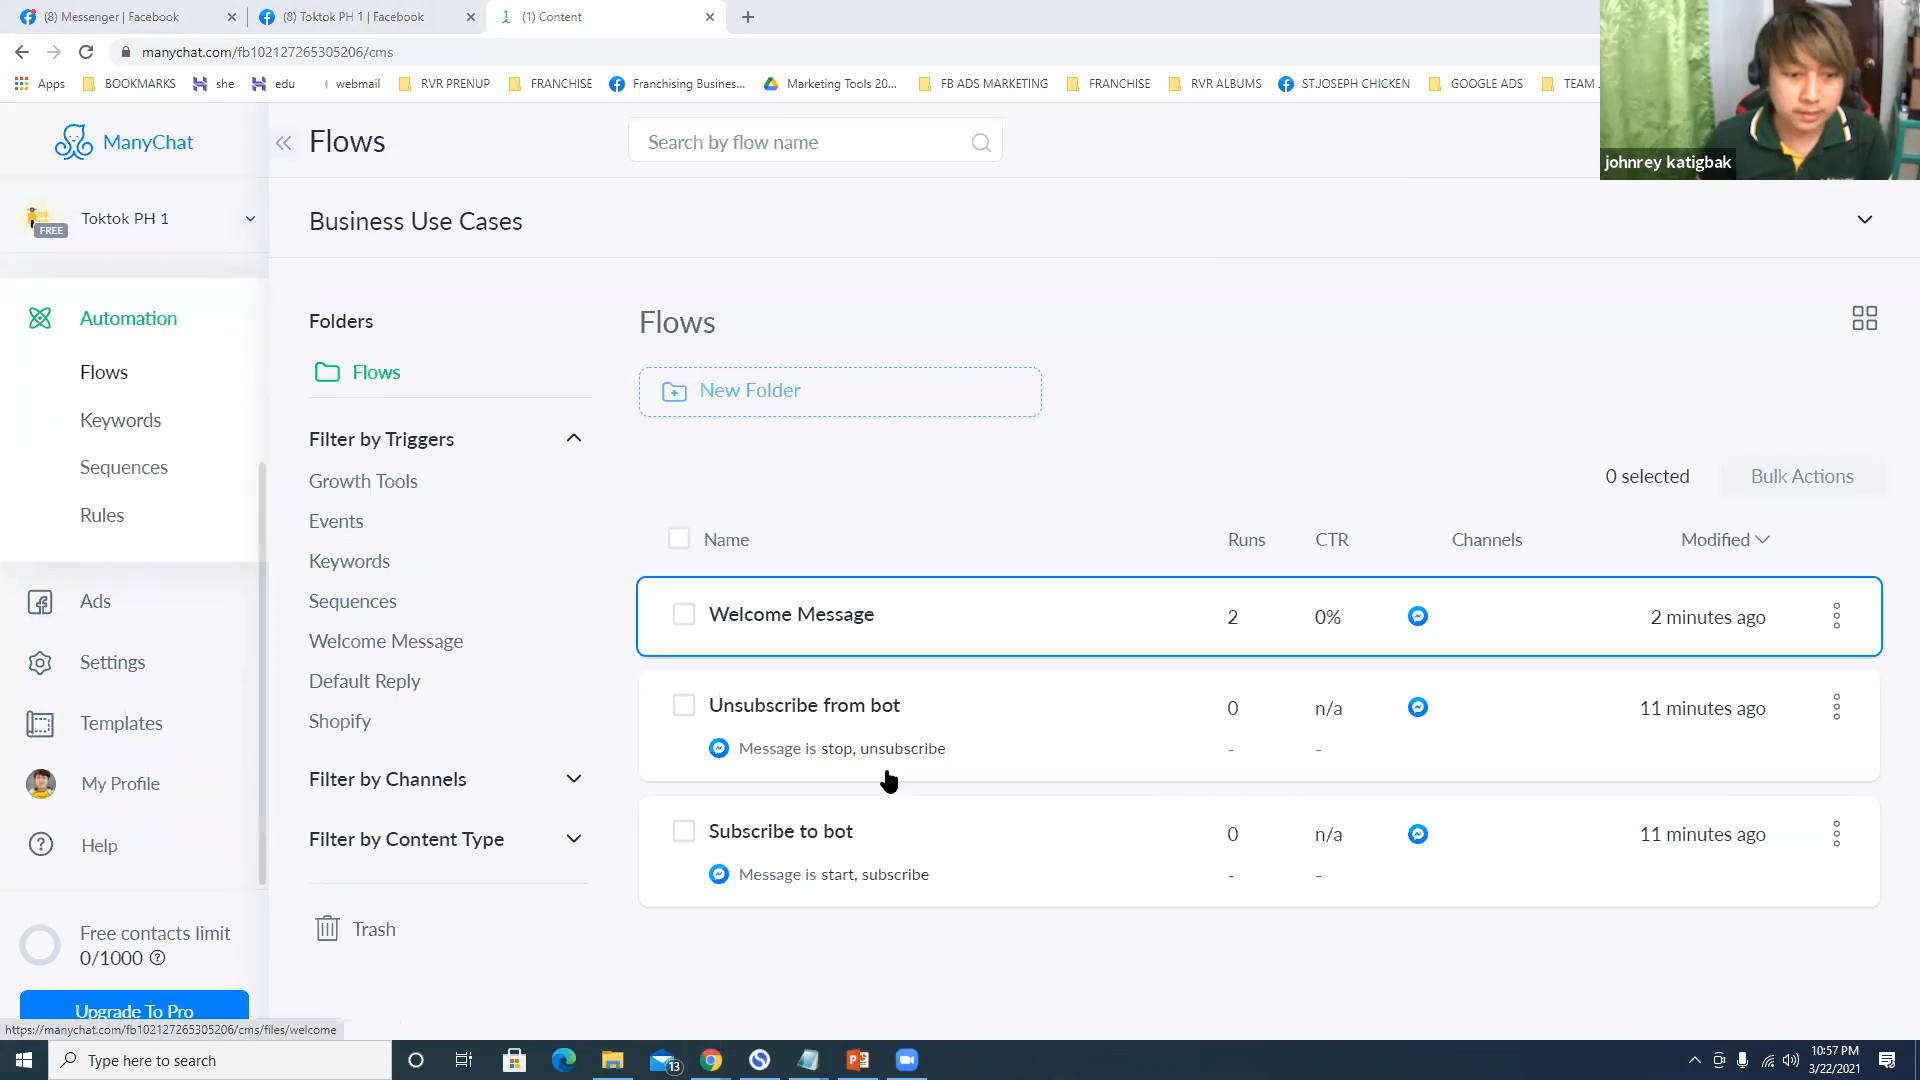 (8) Messenger | Facebook
(8) Toktok PH 1 | Facebook
(1) Content
manychat.com/fb102127265305206/cms
Apps
BOOKMARKS
she
edu
webmail
RVR PRENUP
FRANCHISE
Franchising Business...
Marketing Tools 20...
FB ADS MARKETING
FRANCHISE
RVR ALBUMS
ST.JOSEPH CHICKEN
GOOGLE ADS
TEAM
johnrey katigbak
ManyChat
Flows
Search by flow name
FREE
Toktok PH 1
Business Use Cases
Automation
Flows
Keywords
Sequences
Rules
Ads
Settings
Templates
My Profile
Help
Free contacts limit
0/1000
Upgrade To Pro
Folders
Flows
Filter by Triggers
Growth Tools
Events
Keywords
Sequences
Welcome Message
Default Reply
Shopify
Filter by Channels
Filter by Content Type
Trash
Flows
New Folder
0 selected
Bulk Actions
Name Runs CTR Channels Modified
Welcome Message 2 0% 2 minutes ago
Unsubscribe from bot 0 n/a 11 minutes ago
Message is stop, unsubscribe - -
Subscribe to bot 0 n/a 11 minutes ago
Message is start, subscribe - -
https://manychat.com/fb102127265305206/cms/files/welcome
Type here to search
13
10:57 PM
3/22/2021